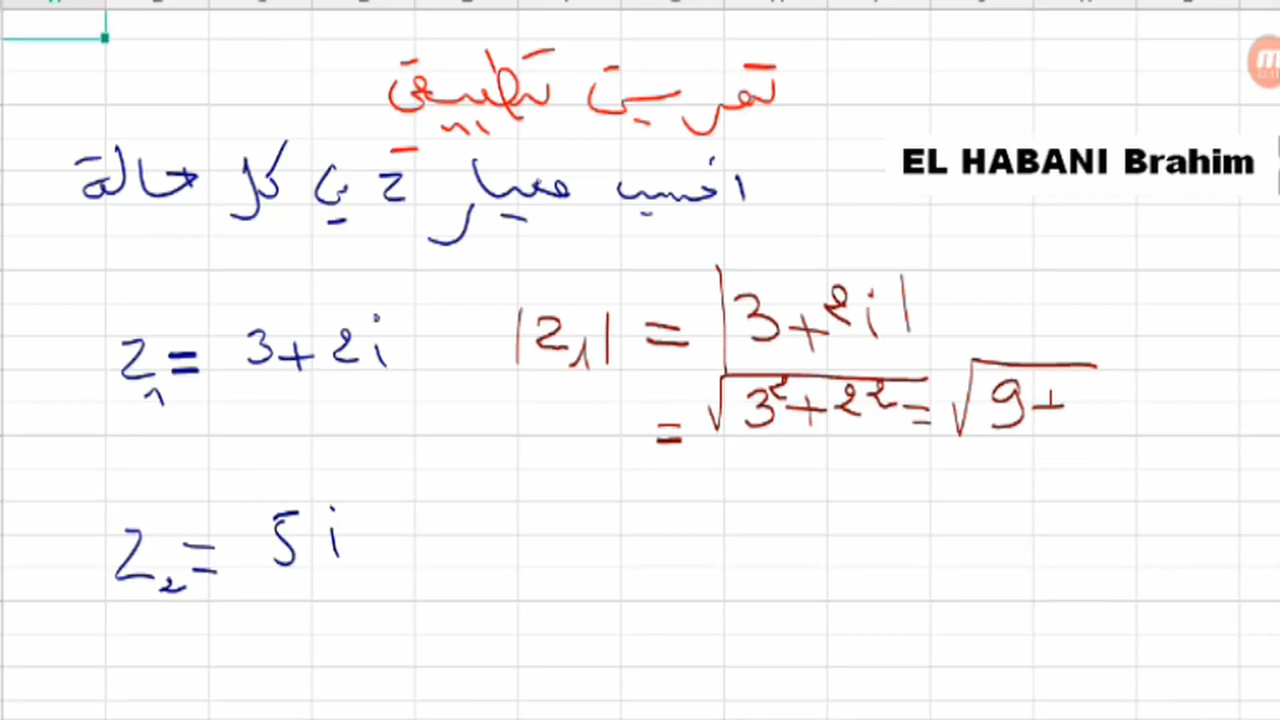 تمرين تطبيقي
EL HABANI Brahim
احسب معيار z في كل حالة
z₁ = 3+2i |z₁| = |3+2i|
= √(3²+2²) = √(9+
z₂ = 5i